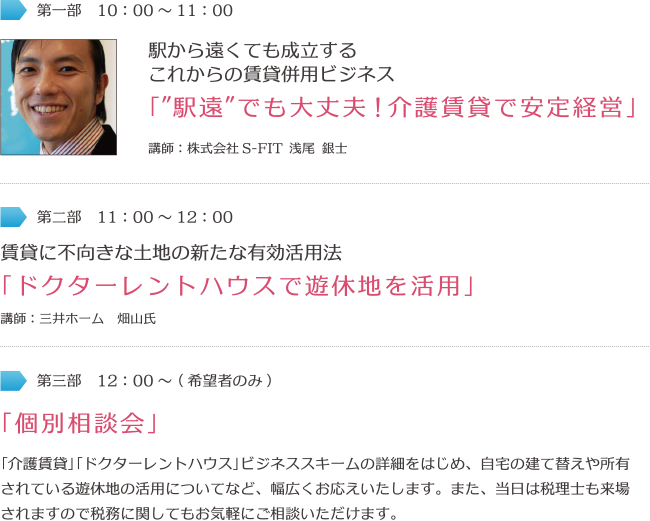 第一部　10：00～11：00
駅から遠くても成立する
これからの賃貸併用ビジネス
「”駅遠”でも大丈夫！介護賃貸で安定経営」
講師：株式会社S-FIT 浅尾 銀士
第二部　11：00～12：00
賃貸に不向きな土地の新たな有効活用法
「ドクターレントハウスで遊休地を活用」
講師：三井ホーム　畑山氏
第三部　12：00～（希望者のみ）
「個別相談会」
「介護賃貸」「ドクターレントハウス」ビジネススキームの詳細をはじめ、自宅の建て替えや所有
されている遊休地の活用についてなど、幅広くお応えいたします。また、当日は税理士も来場
されますので税務に関してもお気軽にご相談いただけます。